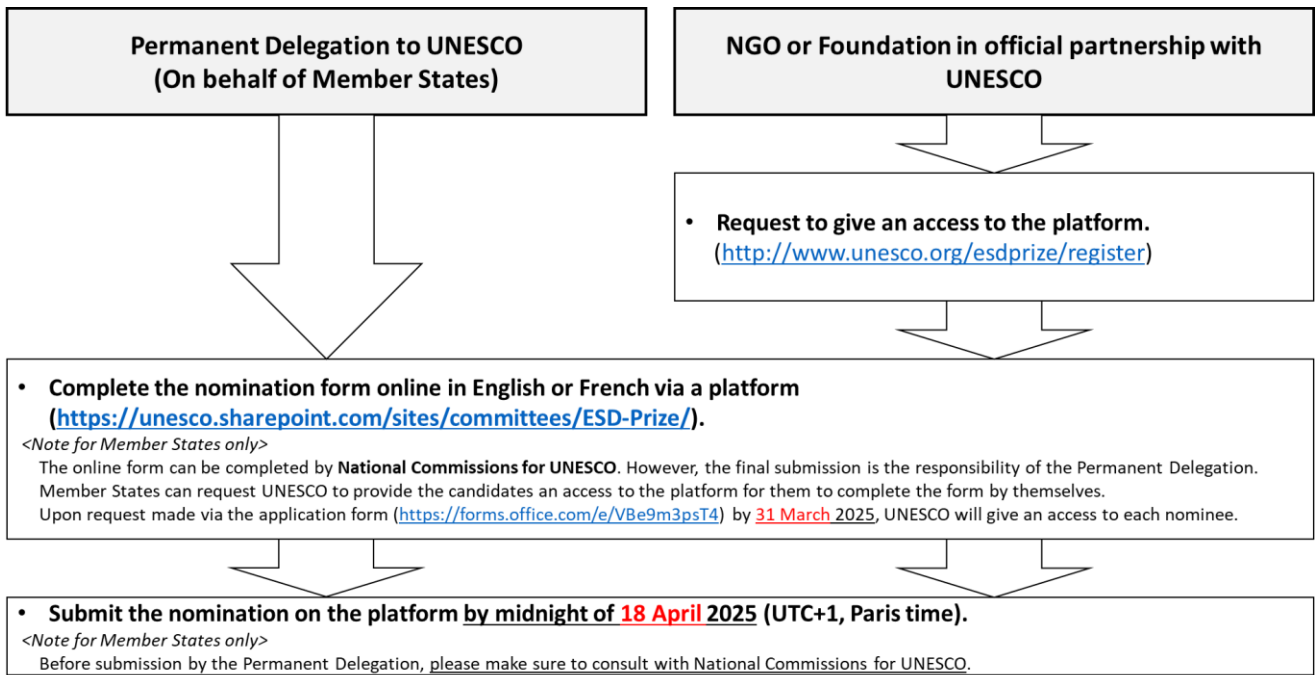 Permanent Delegation to UNESCO
(On behalf of Member States)
NGO or Foundation in official partnership with
UNESCO
• Request to give an access to the platform.
(http://www.unesco.org/esdprize/register)
• Complete the nomination form online in English or French via a platform
(https://unesco.sharepoint.com/sites/committees/ESD-Prize/).
<Note for Member States only>
The online form can be completed by National Commissions for UNESCO. However, the final submission is the responsibility of the Permanent Delegation.
Member States can request UNESCO to provide the candidates an access to the platform for them to complete the form by themselves.
Upon request made via the application form (https://forms.office.com/e/VBe9m3psT4) by 31 March 2025, UNESCO will give an access to each nominee.
• Submit the nomination on the platform by midnight of 18 April 2025 (UTC+1, Paris time).
<Note for Member States only>
Before submission by the Permanent Delegation, please make sure to consult with National Commissions for UNESCO.